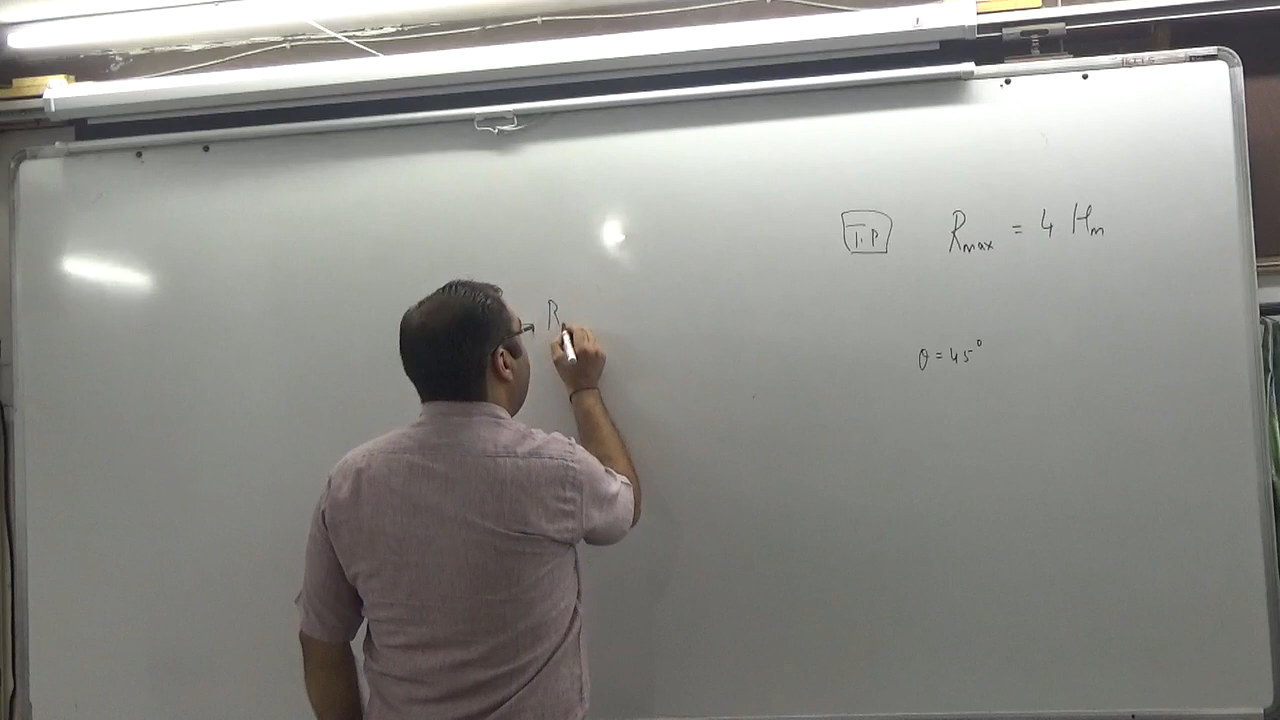 T.P R_max = 4 H_m
R
θ = 45°